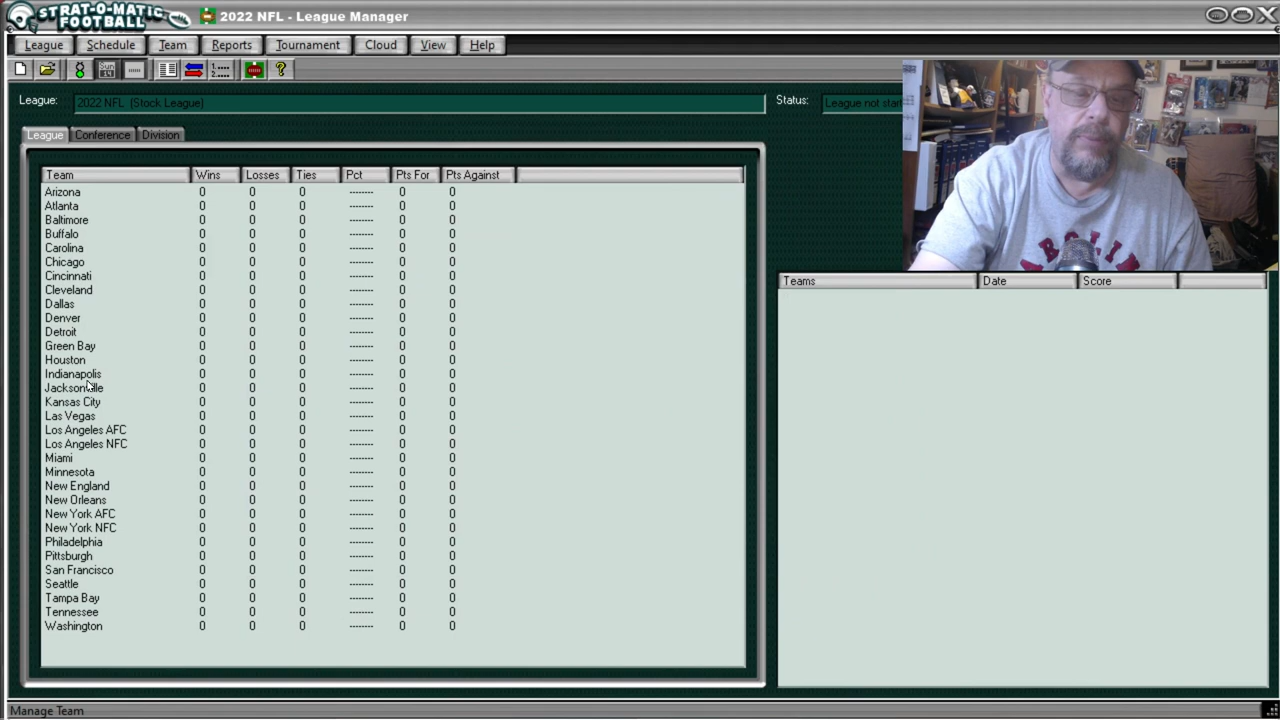 STRAT-O-MATIC
FOOTBALL
2022 NFL - League Manager
League Schedule Team Reports Tournament Cloud View Help
Sun
14
1.....
2.....
?
League: 2022 NFL (Stock League) Status: League not star
League Conference Division
Team Wins Losses Ties Pct Pts For Pts Against
Arizona 0 0 0 -------- 0 0
Atlanta 0 0 0 -------- 0 0
Baltimore 0 0 0 -------- 0 0
Buffalo 0 0 0 -------- 0 0
Carolina 0 0 0 -------- 0 0
Chicago 0 0 0 -------- 0 0
Cincinnati 0 0 0 -------- 0 0
Cleveland 0 0 0 -------- 0 0
Dallas 0 0 0 -------- 0 0
Denver 0 0 0 -------- 0 0
Detroit 0 0 0 -------- 0 0
Green Bay 0 0 0 -------- 0 0
Houston 0 0 0 -------- 0 0
Indianapolis 0 0 0 -------- 0 0
Jacksonville 0 0 0 -------- 0 0
Kansas City 0 0 0 -------- 0 0
Las Vegas 0 0 0 -------- 0 0
Los Angeles AFC 0 0 0 -------- 0 0
Los Angeles NFC 0 0 0 -------- 0 0
Miami 0 0 0 -------- 0 0
Minnesota 0 0 0 -------- 0 0
New England 0 0 0 -------- 0 0
New Orleans 0 0 0 -------- 0 0
New York AFC 0 0 0 -------- 0 0
New York NFC 0 0 0 -------- 0 0
Philadelphia 0 0 0 -------- 0 0
Pittsburgh 0 0 0 -------- 0 0
San Francisco 0 0 0 -------- 0 0
Seattle 0 0 0 -------- 0 0
Tampa Bay 0 0 0 -------- 0 0
Tennessee 0 0 0 -------- 0 0
Washington 0 0 0 -------- 0 0
Teams Date Score
AROLIN
Manage Team